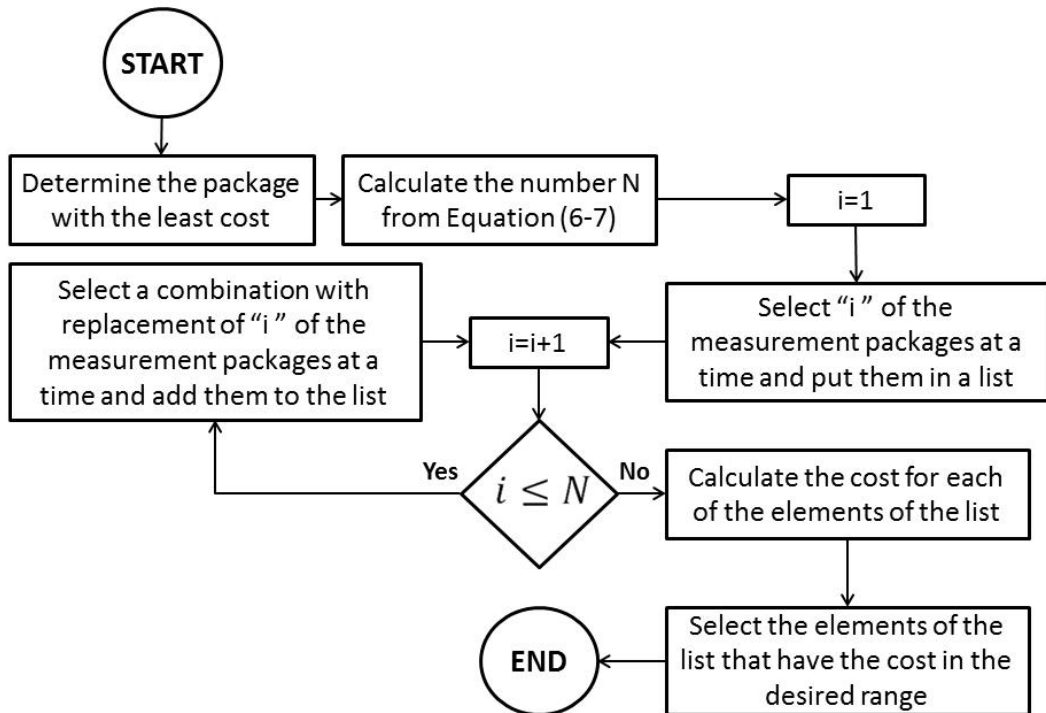 START
Determine the package
with the least cost
Calculate the number N
from Equation (6-7)
i=1
Select “i ” of the
measurement packages at a
time and put them in a list
i=i+1
Select a combination with
replacement of “i ” of the
measurement packages at a
time and add them to the list
i ≤ N
Yes
No
Calculate the cost for each
of the elements of the list
Select the elements of the
list that have the cost in the
desired range
END